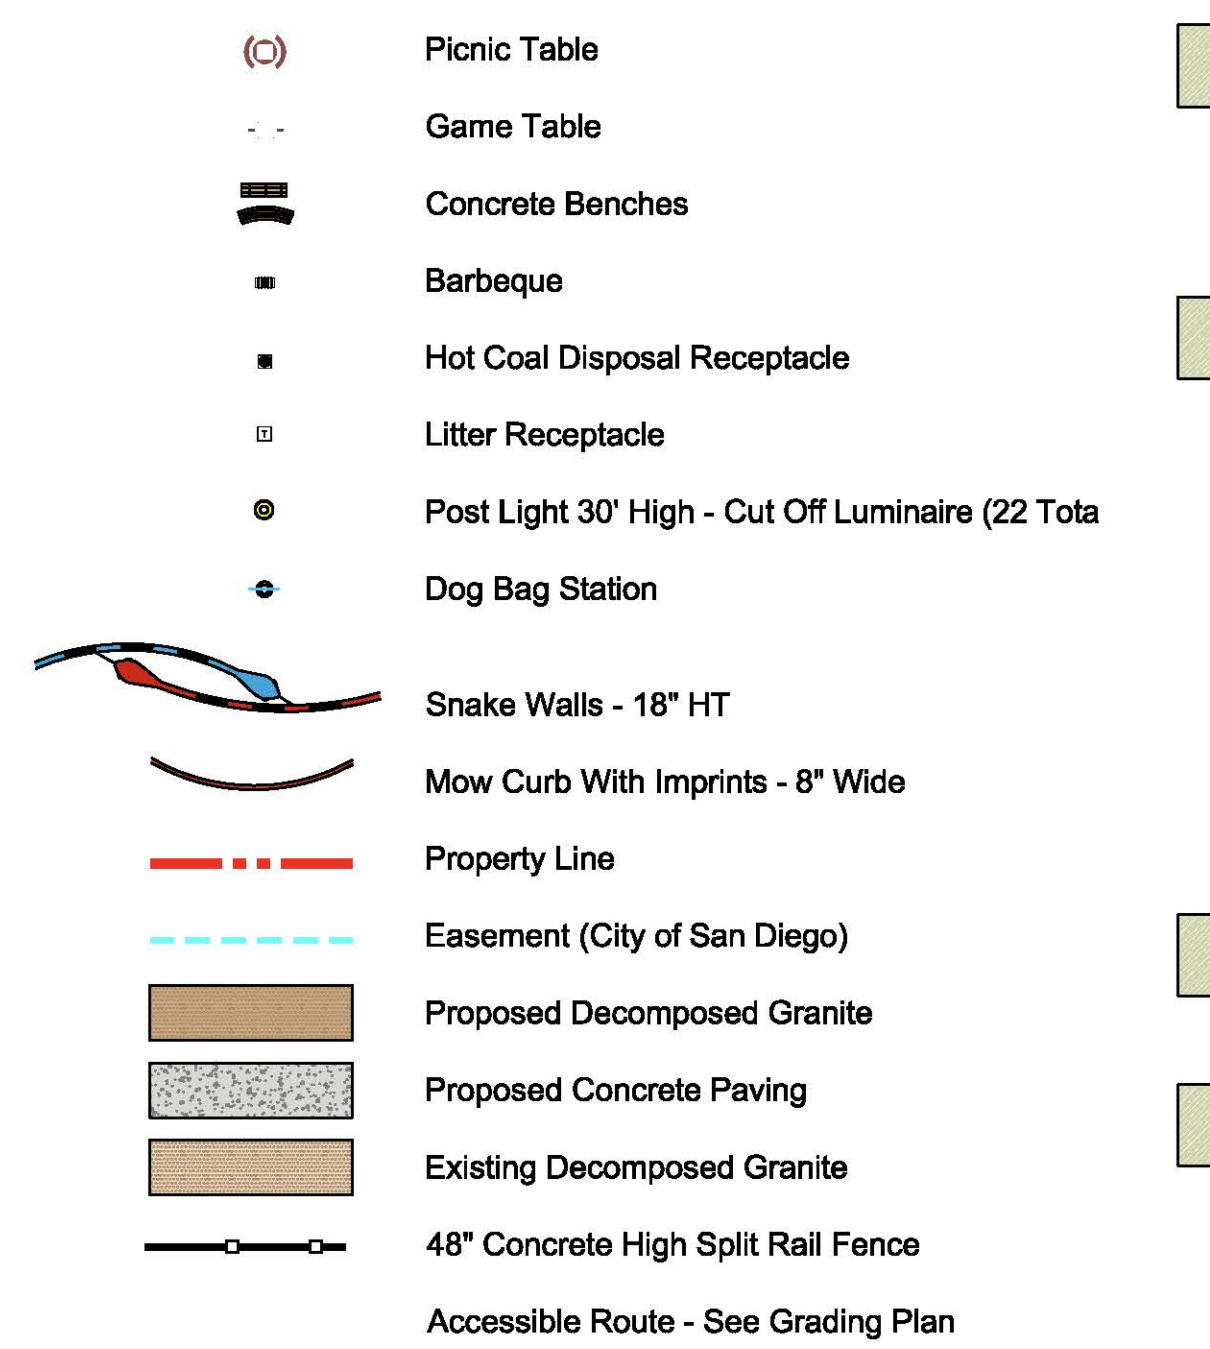 Picnic Table
Game Table
Concrete Benches
Barbeque
Hot Coal Disposal Receptacle
T Litter Receptacle
Post Light 30' High - Cut Off Luminaire (22 Tota
Dog Bag Station
Snake Walls - 18" HT
Mow Curb With Imprints - 8" Wide
Property Line
Easement (City of San Diego)
Proposed Decomposed Granite
Proposed Concrete Paving
Existing Decomposed Granite
48" Concrete High Split Rail Fence
Accessible Route - See Grading Plan